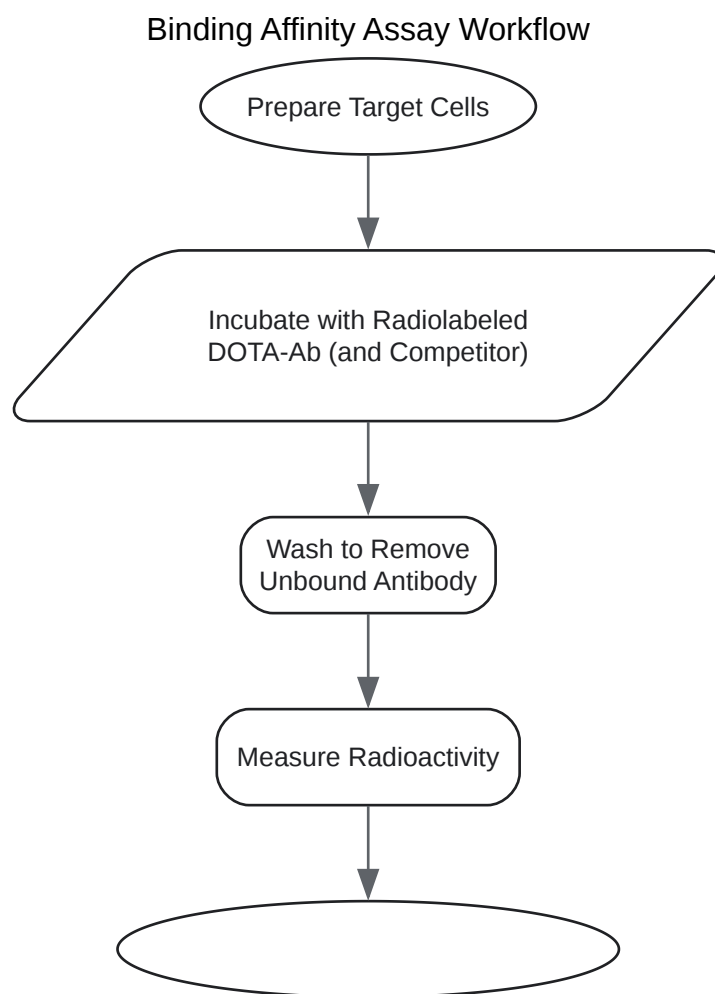 Binding Affinity Assay Workflow
Prepare Target Cells
Incubate with Radiolabeled
DOTA-Ab (and Competitor)
Wash to Remove
Unbound Antibody
Measure Radioactivity